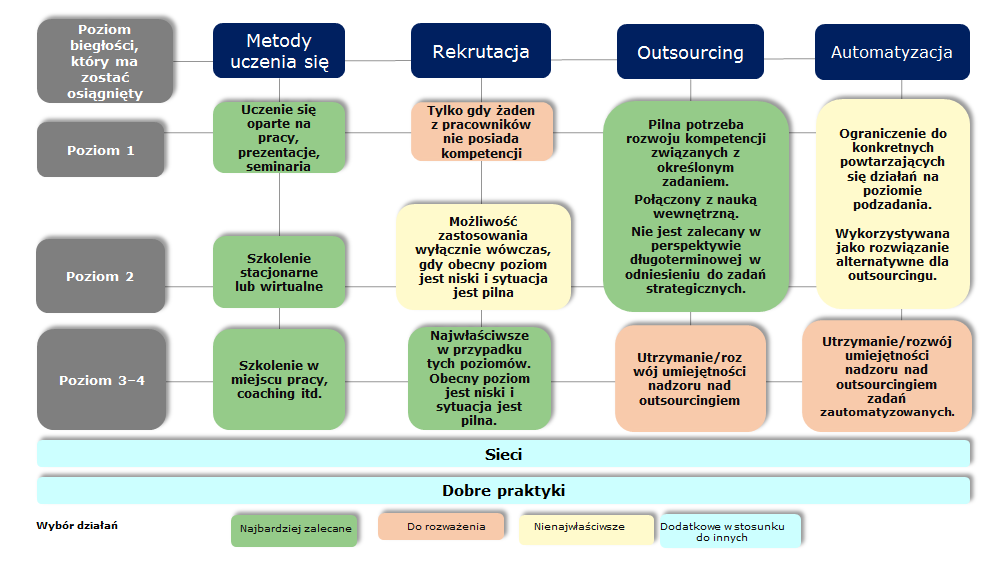 Poziom
biegłości,
który ma
zostać
osiągnięty
Metody
uczenia się
Rekrutacja
Outsourcing
Automatyzacja
Poziom 1
Uczenie się
oparte na
pracy,
prezentacje,
seminaria
Tylko gdy żaden
z pracowników
nie posiada
kompetencji
Pilna potrzeba
rozwoju kompetencji
związanych z
określonym
zadaniem.
Połączony z nauką
wewnętrzną.
Nie jest zalecany w
perspektywie
długoterminowej w
odniesieniu do zadań
strategicznych.
Ograniczenie do
konkretnych
powtarzających
się działań na
poziomie
podzadania.
Wykorzystywana
jako rozwiązanie
alternatywne dla
outsourcingu.
Poziom 2
Szkolenie
stacjonarne
lub wirtualne
Możliwość
zastosowania
wyłącznie wówczas,
gdy obecny poziom
jest niski i sytuacja
jest pilna
Poziom 3–4
Szkolenie w
miejscu pracy,
coaching itd.
Najwłaściwsze
w przypadku
tych poziomów.
Obecny poziom
jest niski i
sytuacja jest
pilna.
Utrzymanie/roz
wój umiejętności
nadzoru nad
outsourcingiem
Utrzymanie/rozwój
umiejętności
nadzoru nad
outsourcingiem
zadań
zautomatyzowanych.
Sieci
Dobre praktyki
Wybór działań
Najbardziej zalecane
Do rozważenia
Nienajwłaściwsze
Dodatkowe w stosunku
do innych